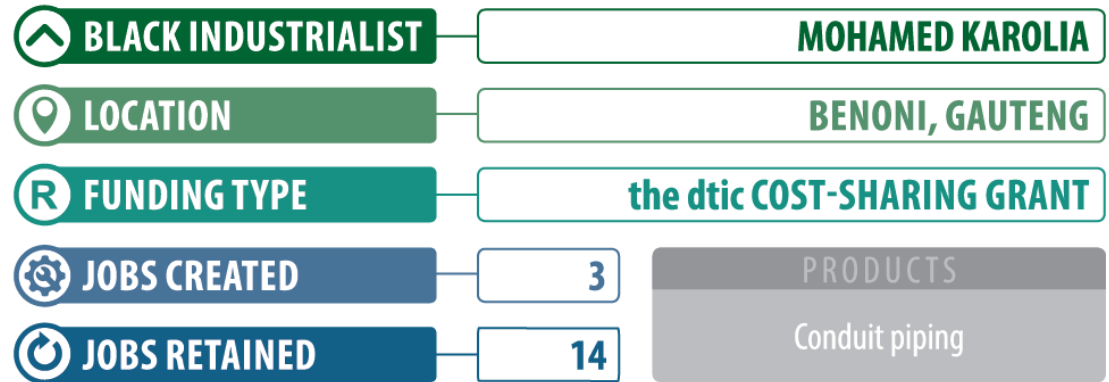 BLACK INDUSTRIALIST
MOHAMED KAROLIA
LOCATION
BENONI, GAUTENG
R
FUNDING TYPE
the dtic COST-SHARING GRANT
JOBS CREATED
3
JOBS RETAINED
14
PRODUCTS
Conduit piping